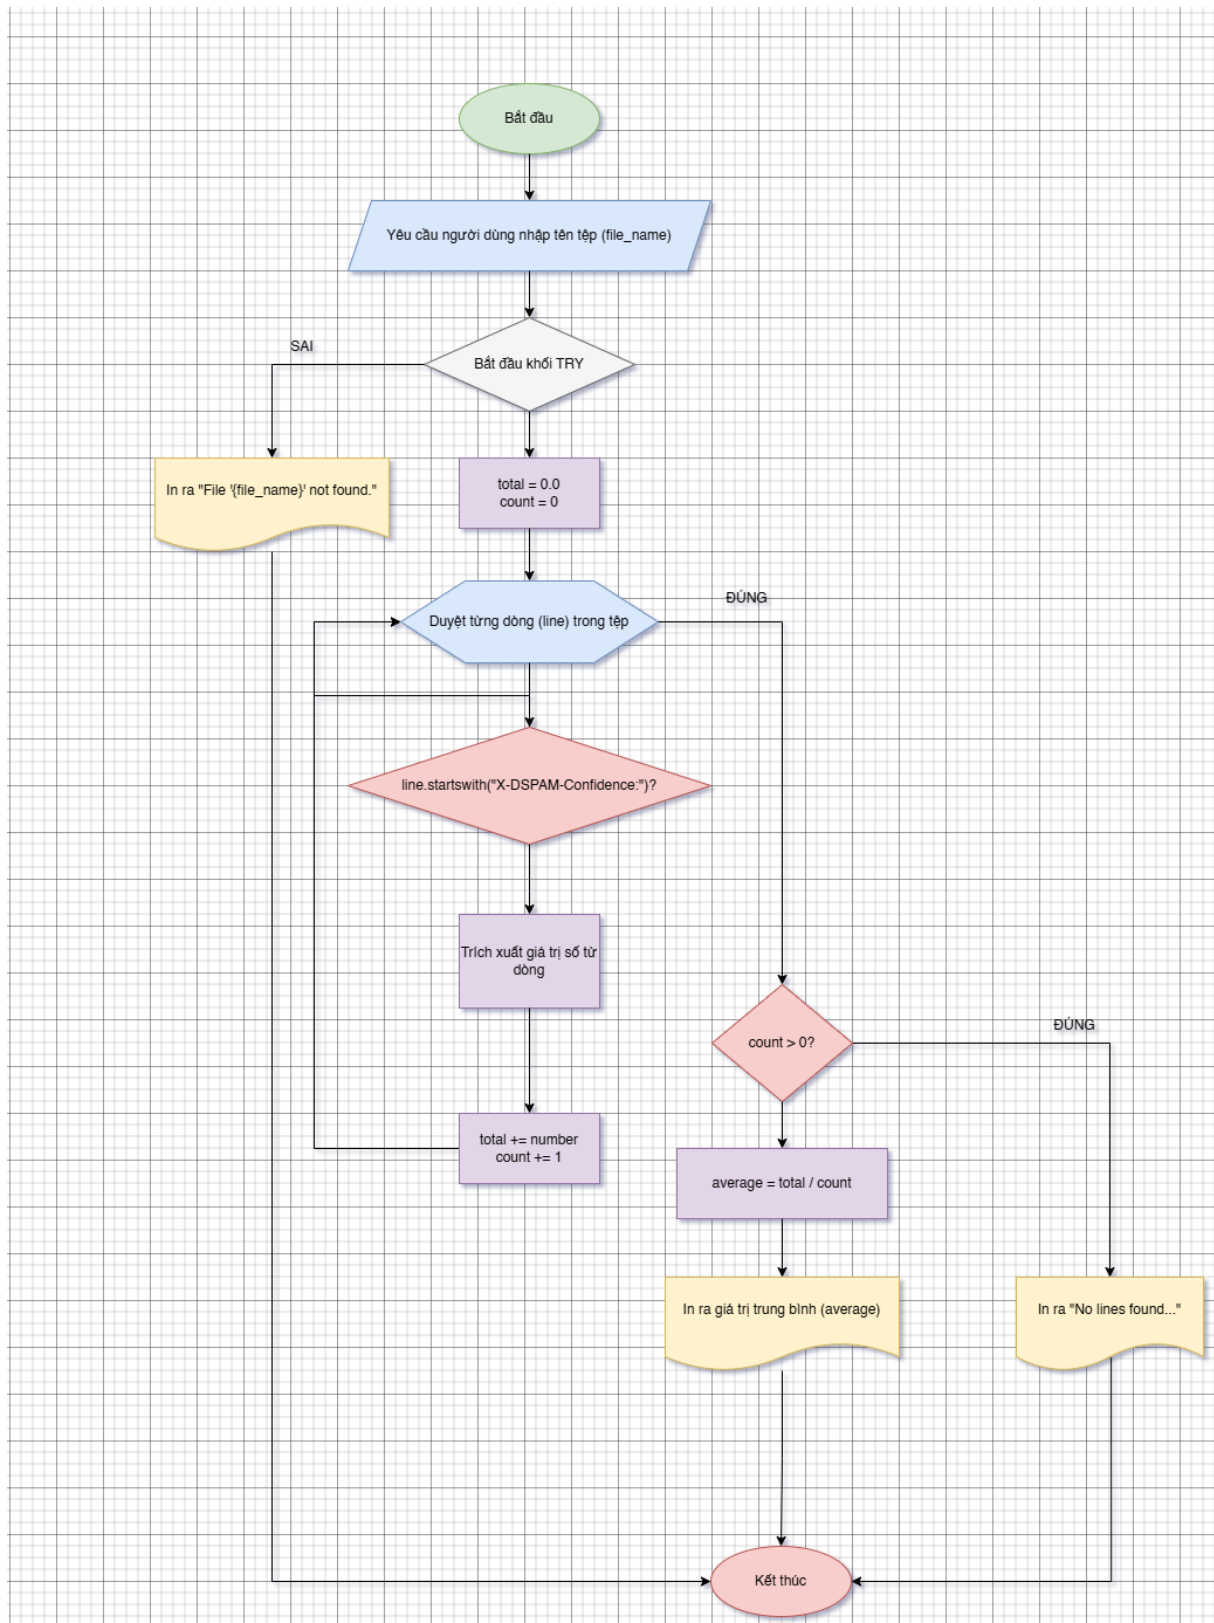 Bắt đầu
Yêu cầu người dùng nhập tên tệp (file_name)
SAI
Bắt đầu khối TRY
In ra "File '{file_name}' not found."
total = 0.0
count = 0
ĐÚNG
Duyệt từng dòng (line) trong tệp
line.startswith("X-DSPAM-Confidence:")?
Trích xuất giá trị số từ
dòng
ĐÚNG
count > 0?
total += number
count += 1
average = total / count
In ra giá trị trung bình (average)
In ra "No lines found..."
Kết thúc